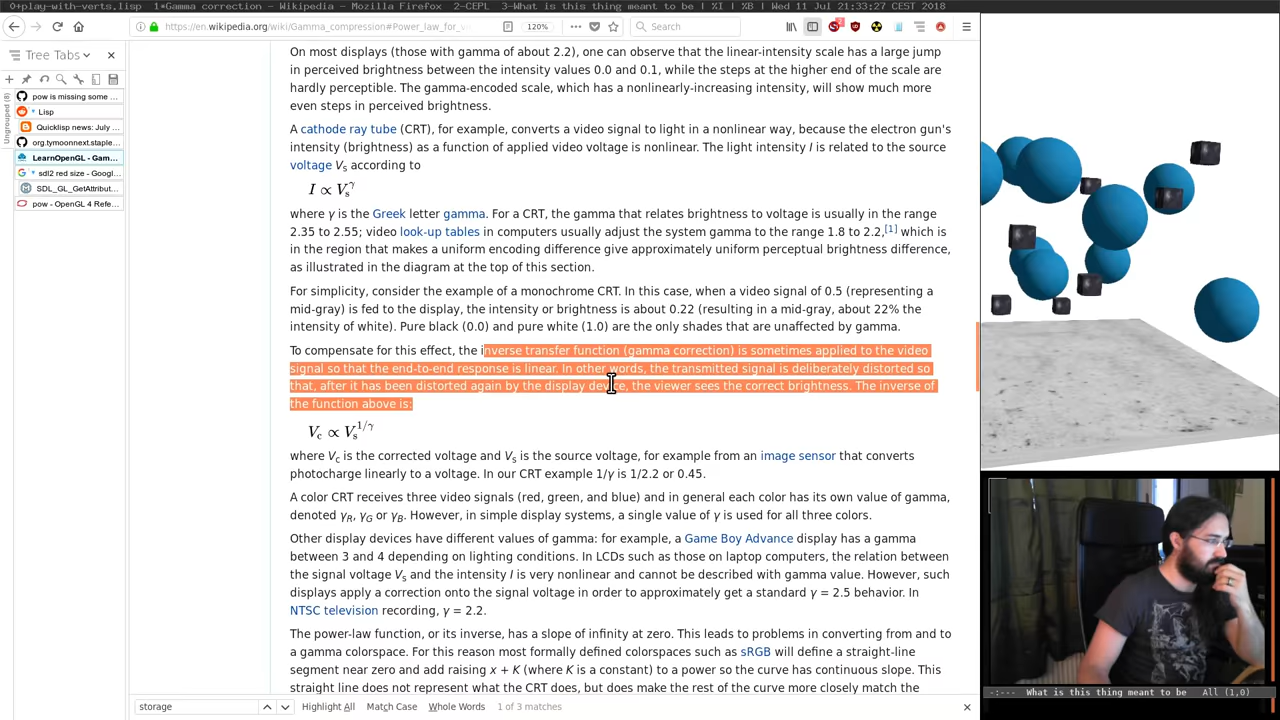 0+play-with-verts.lisp 1*Gamma correction - Wikipedia - Mozilla Firefox 2-CEPL 3-What is this thing meant to be | %I | %B | Wed 11 Jul 21:33:27 CEST 2018
https://en.wikipedia.org/wiki/Gamma_compression#Power_law_for_v
120%
Search
Tree Tabs
Ungrouped (8)
pow is missing some ...
Lisp
Quicklisp news: July ...
org.tymoonnext.staple...
LearnOpenGL - Gam...
sdl2 red size - Googl...
SDL_GL_GetAttribut...
pow - OpenGL 4 Refe...
On most displays (those with gamma of about 2.2), one can observe that the linear-intensity scale has a large jump
in perceived brightness between the intensity values 0.0 and 0.1, while the steps at the higher end of the scale are
hardly perceptible. The gamma-encoded scale, which has a nonlinearly-increasing intensity, will show much more
even steps in perceived brightness.
A cathode ray tube (CRT), for example, converts a video signal to light in a nonlinear way, because the electron gun's
intensity (brightness) as a function of applied video voltage is nonlinear. The light intensity I is related to the source
voltage Vs according to
I ∝ Vs^γ
where γ is the Greek letter gamma. For a CRT, the gamma that relates brightness to voltage is usually in the range
2.35 to 2.55; video look-up tables in computers usually adjust the system gamma to the range 1.8 to 2.2,[1] which is
in the region that makes a uniform encoding difference give approximately uniform perceptual brightness difference,
as illustrated in the diagram at the top of this section.
For simplicity, consider the example of a monochrome CRT. In this case, when a video signal of 0.5 (representing a
mid-gray) is fed to the display, the intensity or brightness is about 0.22 (resulting in a mid-gray, about 22% the
intensity of white). Pure black (0.0) and pure white (1.0) are the only shades that are unaffected by gamma.
To compensate for this effect, the inverse transfer function (gamma correction) is sometimes applied to the video
signal so that the end-to-end response is linear. In other words, the transmitted signal is deliberately distorted so
that, after it has been distorted again by the display device, the viewer sees the correct brightness. The inverse of
the function above is:
Vc ∝ Vs^1/γ
where Vc is the corrected voltage and Vs is the source voltage, for example from an image sensor that converts
photocharge linearly to a voltage. In our CRT example 1/γ is 1/2.2 or 0.45.
A color CRT receives three video signals (red, green, and blue) and in general each color has its own value of gamma,
denoted γR, γG or γB. However, in simple display systems, a single value of γ is used for all three colors.
Other display devices have different values of gamma: for example, a Game Boy Advance display has a gamma
between 3 and 4 depending on lighting conditions. In LCDs such as those on laptop computers, the relation between
the signal voltage Vs and the intensity I is very nonlinear and cannot be described with gamma value. However, such
displays apply a correction onto the signal voltage in order to approximately get a standard γ = 2.5 behavior. In
NTSC television recording, γ = 2.2.
The power-law function, or its inverse, has a slope of infinity at zero. This leads to problems in converting from and to
a gamma colorspace. For this reason most formally defined colorspaces such as sRGB will define a straight-line
segment near zero and add raising x + K (where K is a constant) to a power so the curve has continuous slope. This
straight line does not represent what the CRT does, but does make the rest of the curve more closely match the
storage
Highlight All Match Case Whole Words 1 of 3 matches
-:--- What is this thing meant to be All (1,0)